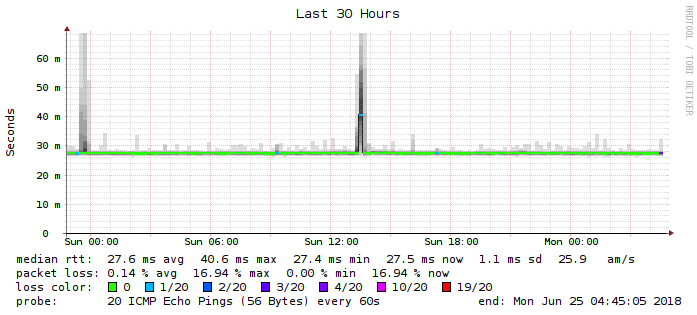 Last 30 Hours
RRDTOOL / TOBI OETIKER
Seconds
60 m
50 m
40 m
30 m
20 m
10 m
0
Sun 00:00 Sun 06:00 Sun 12:00 Sun 18:00 Mon 00:00
median rtt: 27.6 ms avg 40.6 ms max 27.4 ms min 27.5 ms now 1.1 ms sd 25.9 am/s
packet loss: 0.14 % avg 16.94 % max 0.00 % min 16.94 % now
loss color: 0 1/20 2/20 3/20 4/20 10/20 19/20
probe: 20 ICMP Echo Pings (56 Bytes) every 60s end: Mon Jun 25 04:45:05 2018